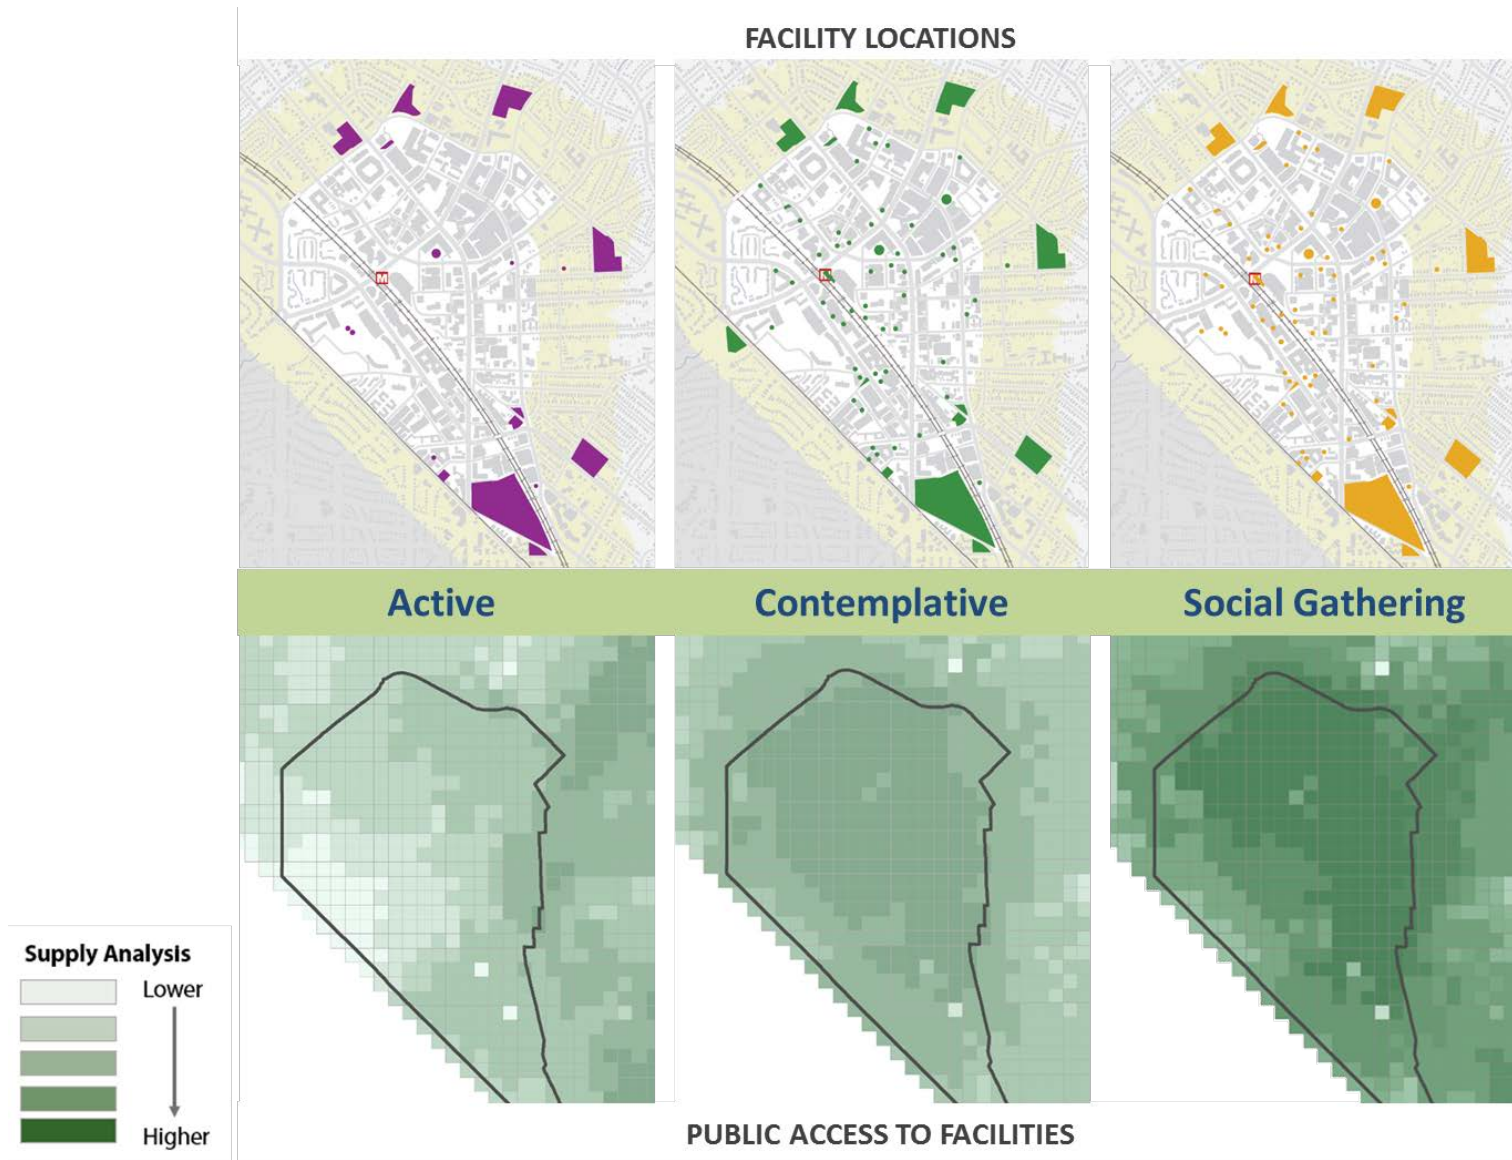 FACILITY LOCATIONS
M
Active
Contemplative
Social Gathering
Supply Analysis
Lower
Higher
PUBLIC ACCESS TO FACILITIES